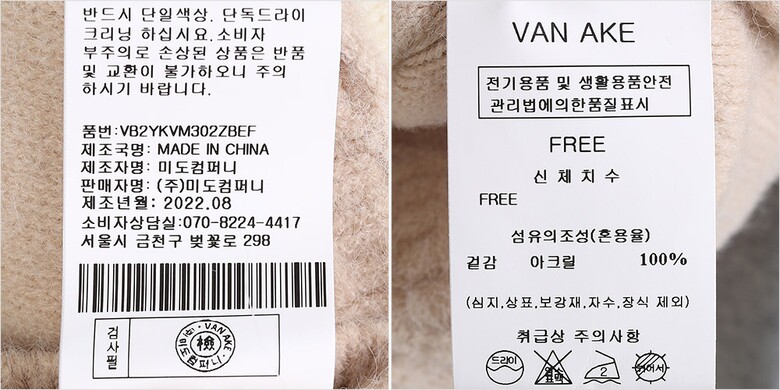 반드시 단일색상, 단독드라이
크리닝 하십시요.소비자
부주의로 손상된 상품은 반품
및 교환이 불가하오니 주의
하시기 바랍니다.
품번:VB2YKVM302ZBEF
제조국명: MADE IN CHINA
제조자명: 미도컴퍼니
판매자명: (주)미도컴퍼니
제조년월: 2022.08
소비자상담실:070-8224-4417
서울시 금천구 벚꽃로 298
검사필
VAN AKE
檢
VAN AKE
전기용품 및 생활용품안전
관리법에의한품질표시
FREE
신체치수
FREE
섬유의조성(혼용율)
겉감 아크릴 100%
(심지,상표,보강재,자수,장식 제외)
취급상 주의사항
드라이
2